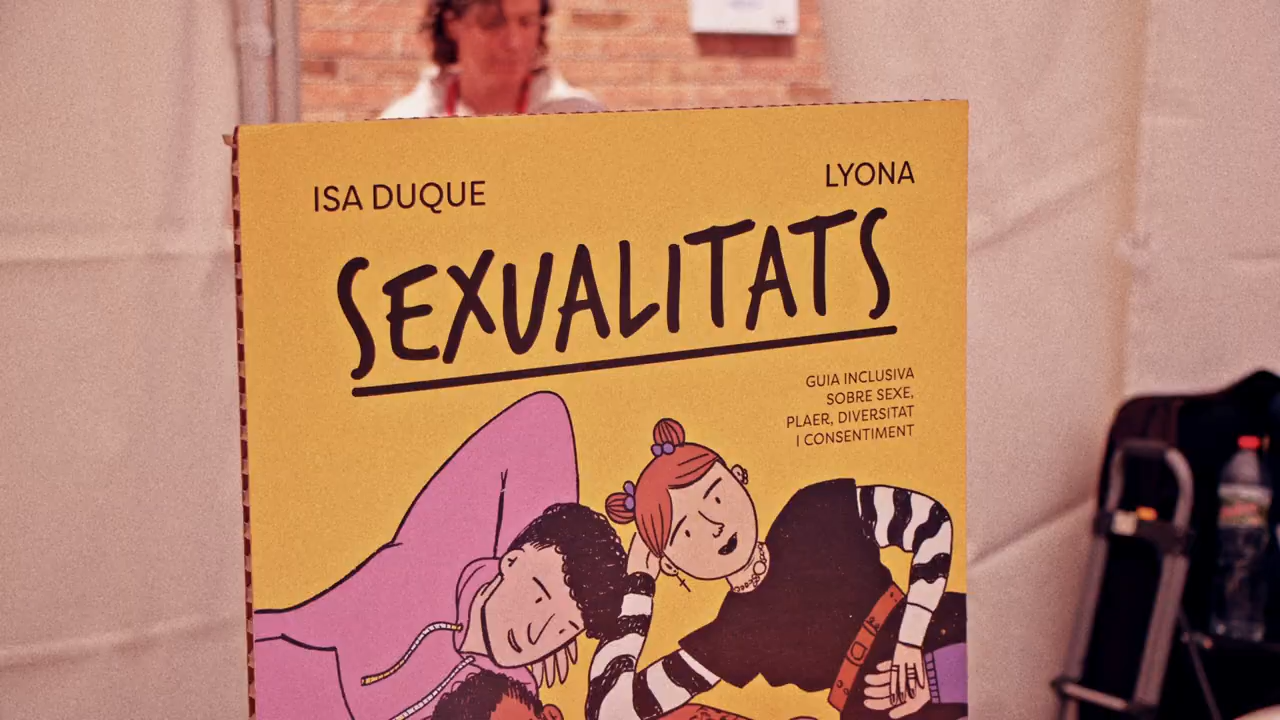 ISA DUQUE
LYONA
SEXUALITATS
GUIA INCLUSIVA
SOBRE SEXE,
PLAER, DIVERSITAT
I CONSENTIMENT